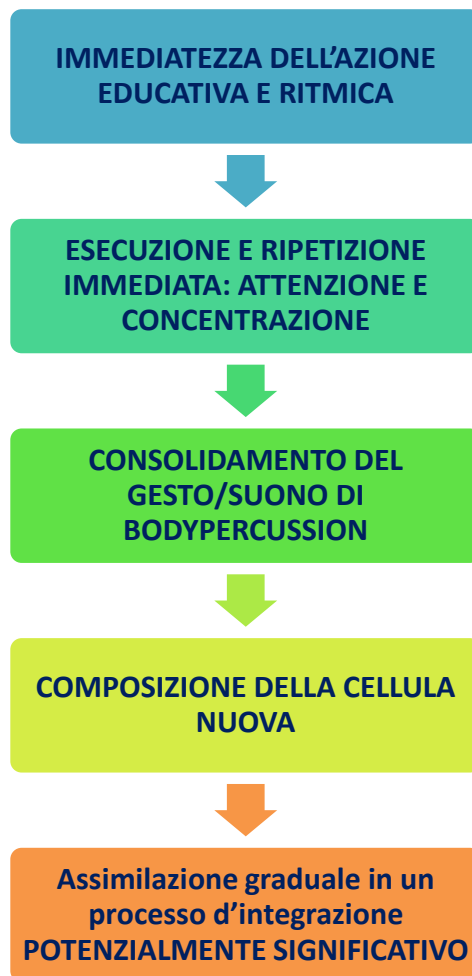 IMMEDIATEZZA DELL'AZIONE
EDUCATIVA E RITMICA
ESECUZIONE E RIPETIZIONE
IMMEDIATA: ATTENZIONE E
CONCENTRAZIONE
CONSOLIDAMENTO DEL
GESTO/SUONO DI
BODYPERCUSSION
COMPOSIZIONE DELLA CELLULA
NUOVA
Assimilazione graduale in un
processo d'integrazione
POTENZIALMENTE SIGNIFICATIVO